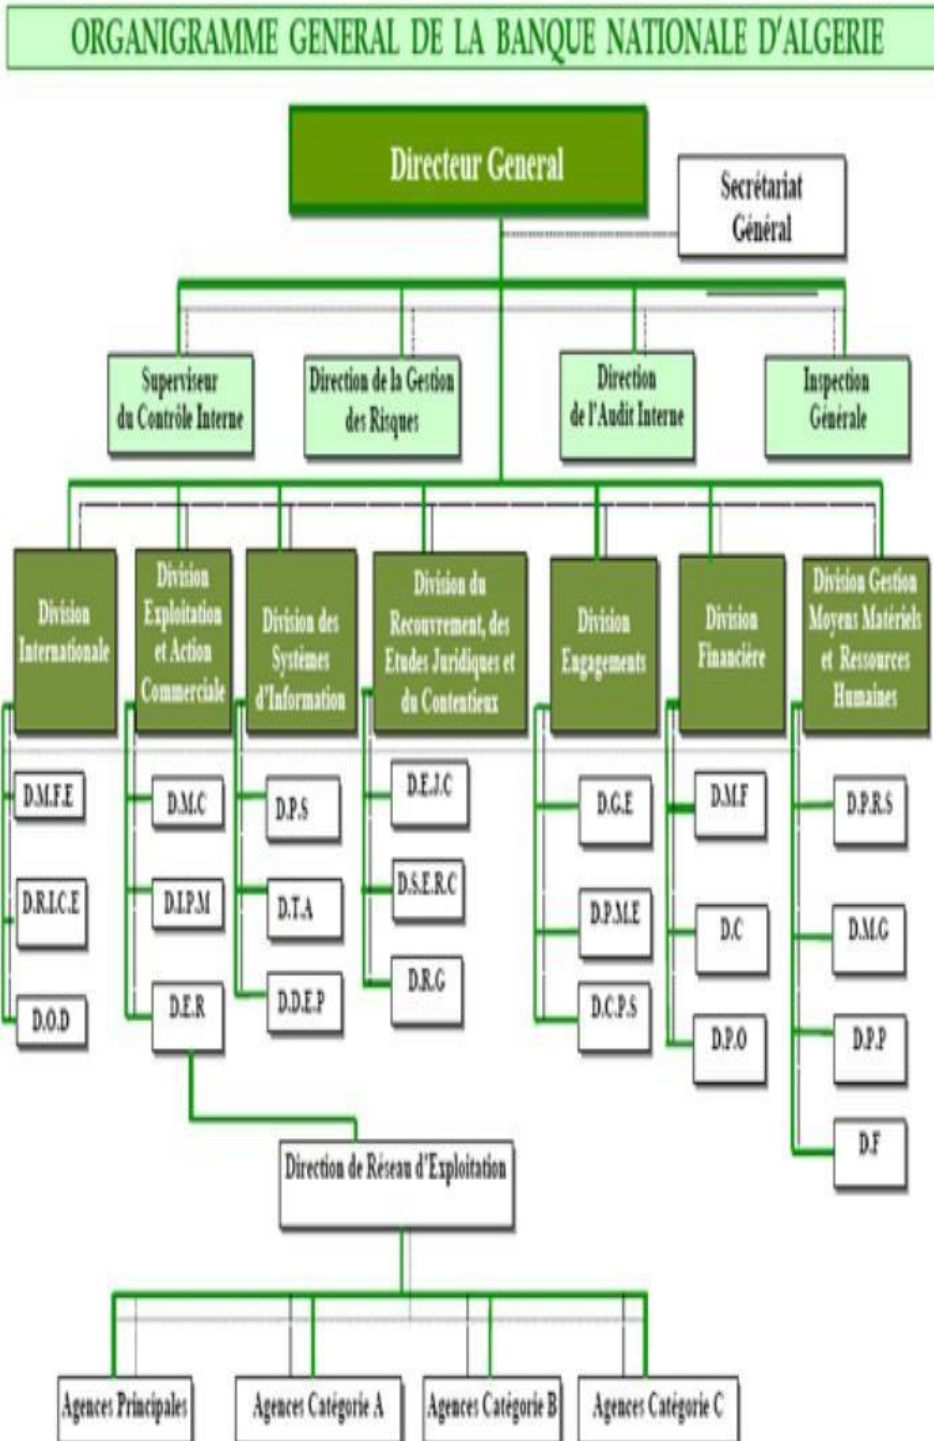 ORGANIGRAMME GENERAL DE LA BANQUE NATIONALE D'ALGERIE
Directeur General
Secrétariat
Général
Superviseur
du Contrôle Interne
Direction de la Gestion
des Risques
Direction
de l'Audit Interne
Inspection
Générale
Division
Internationale
Division
Exploitation
et Action
Commerciale
Division des
Systèmes
d'Information
Division du
Recouvrement, des
Etudes Juridiques et
du Contentieux
Division
Engagements
Division
Financière
Division Gestion
Moyens Matériels
et Ressources
Humaines
D.M.F.E
D.R.I.C.E
D.O.D
D.M.C
D.I.P.M
D.E.R
D.P.S
D.T.A
D.D.E.P
D.E.J.C
D.S.E.R.C
D.R.G
D.G.E
D.P.M.E
D.C.P.S
D.M.F
D.C
D.P.O
D.P.R.S
D.M.G
D.P.P
D.F
Direction de Réseau d'Exploitation
Agences Principales
Agences Catégorie A
Agences Catégorie B
Agences Catégorie C